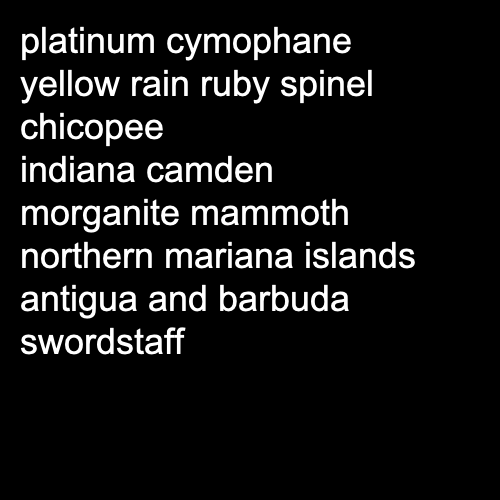 platinum cymophane
yellow rain ruby spinel
chicopee
indiana camden
morganite mammoth
northern mariana islands
antigua and barbuda
swordstaff